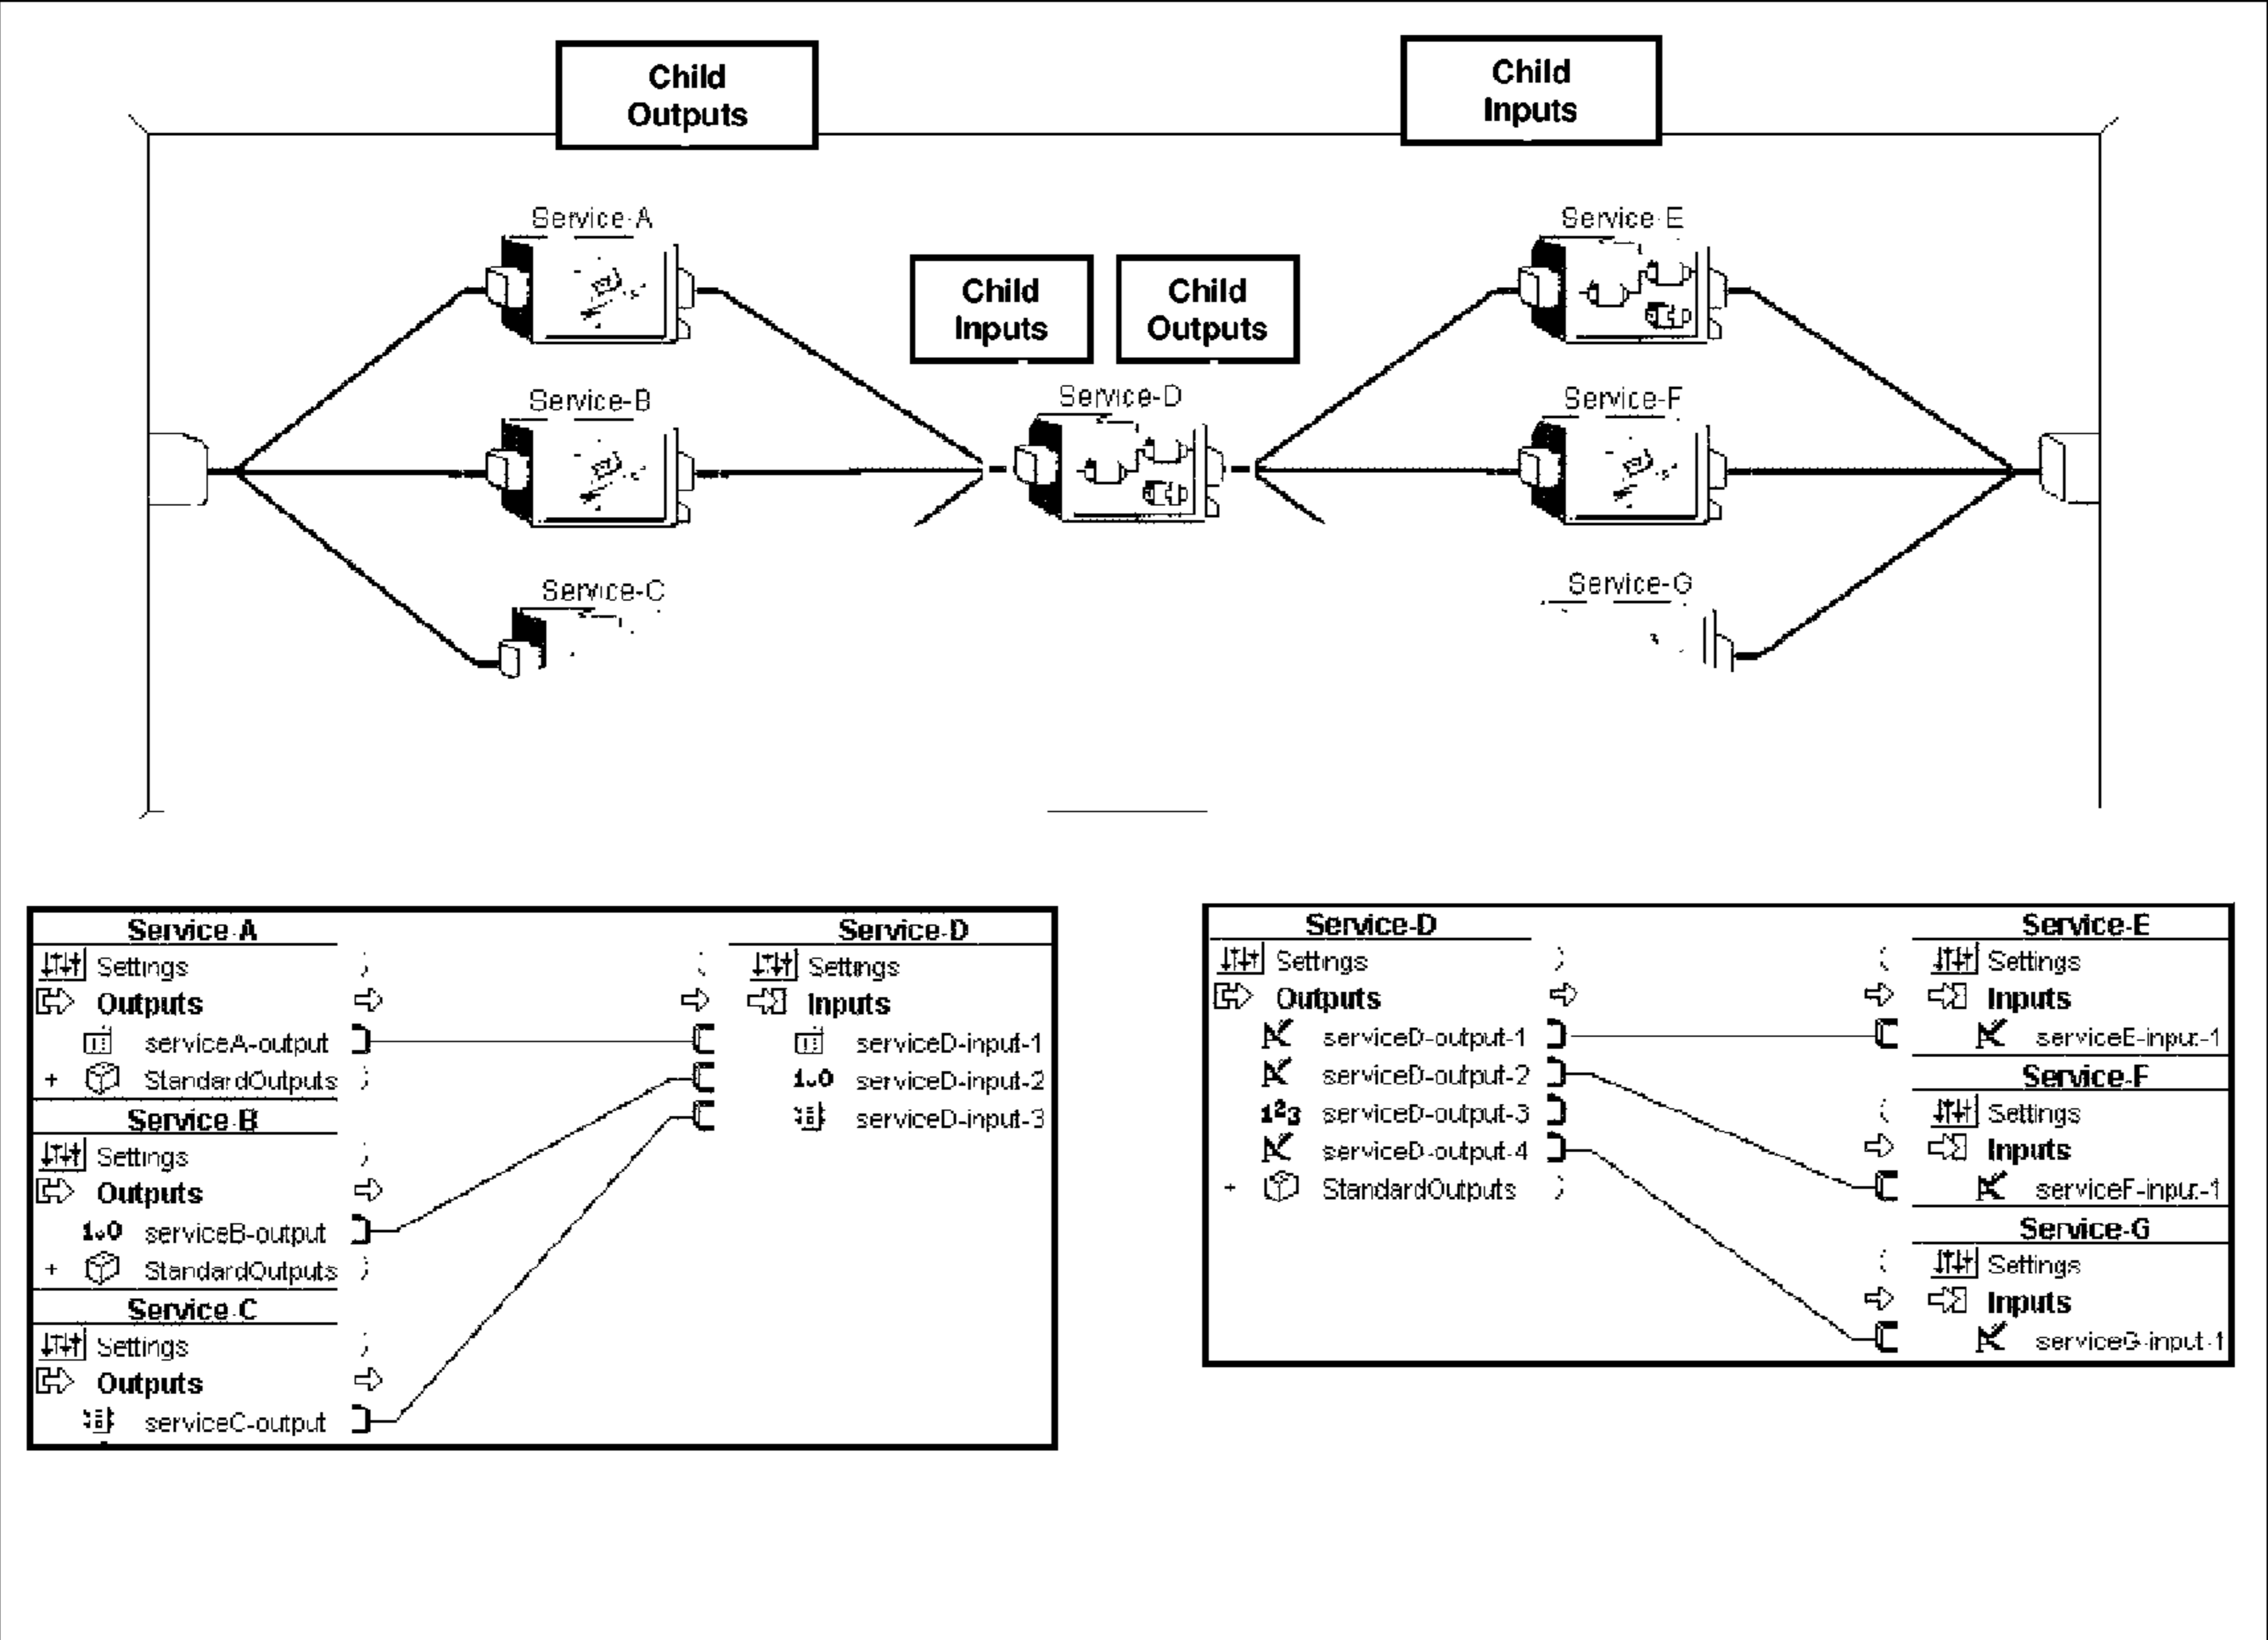 Child
Outputs
Child
Inputs
Service-A
Service-E
Child
Inputs
Child
Outputs
Service-B
Service-D
Service-F
Service-C
Service-G
Service-A
Settings
Outputs
serviceA-output
+ StandardOutputs
Service-B
Settings
Outputs
1.0 serviceB-output
+ StandardOutputs
Service-C
Settings
Outputs
serviceC-output
Service-D
Settings
Inputs
serviceD-input-1
1.0 serviceD-input-2
serviceD-input-3
Service-D
Settings
Outputs
serviceD-output-1
serviceD-output-2
123 serviceD-output-3
serviceD-output-4
+ StandardOutputs
Service-E
Settings
Inputs
serviceE-input-1
Service-F
Settings
Inputs
serviceF-input-1
Service-G
Settings
Inputs
serviceG-input-1